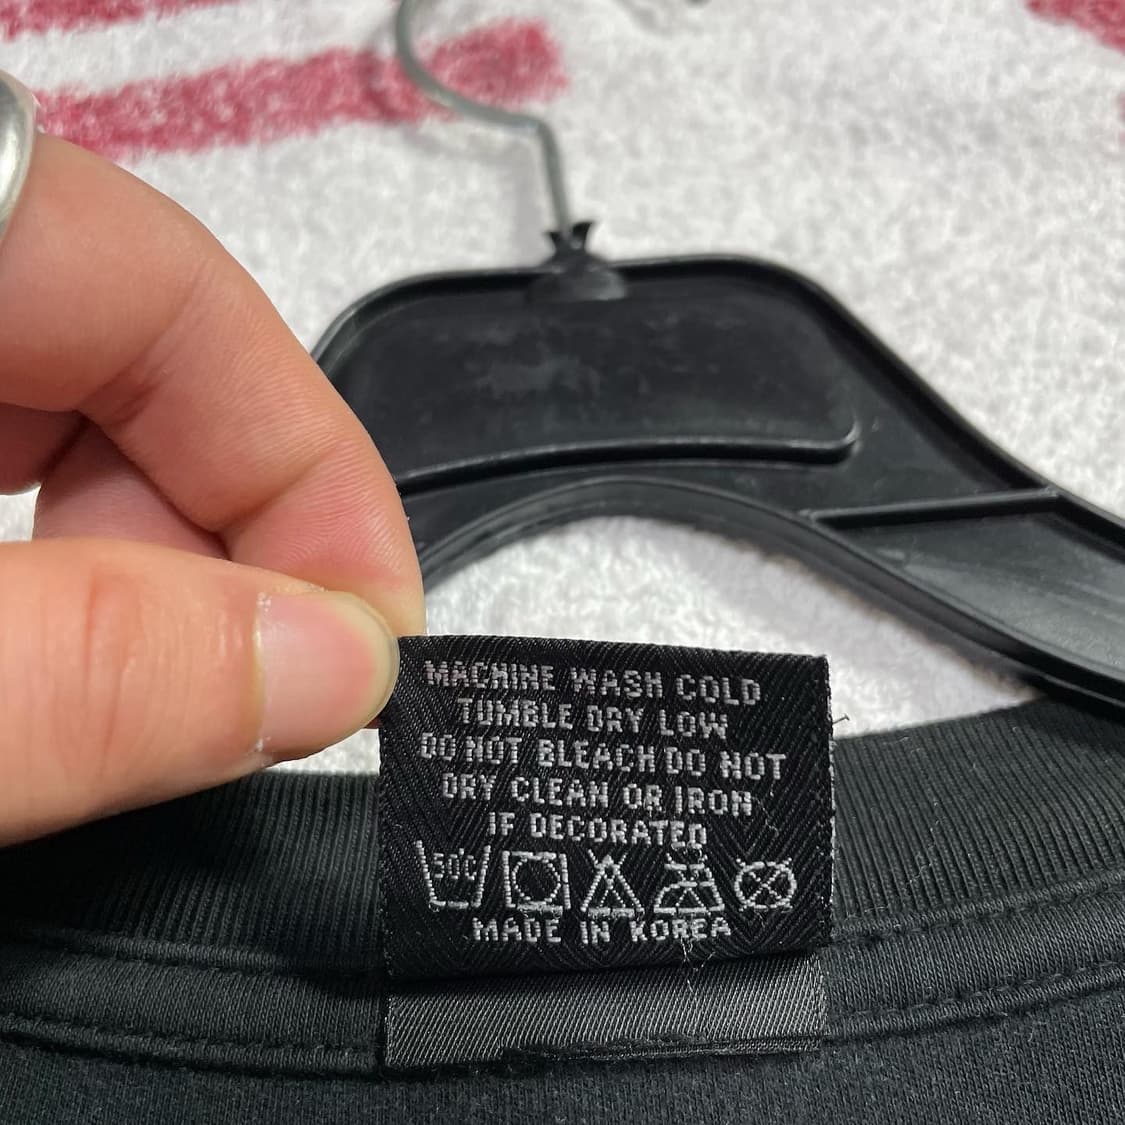 MACHINE WASH COLD
TUMBLE DRY LOW
DO NOT BLEACH DO NOT
DRY CLEAN OR IRON
IF DECORATED
50°C
MADE IN KOREA